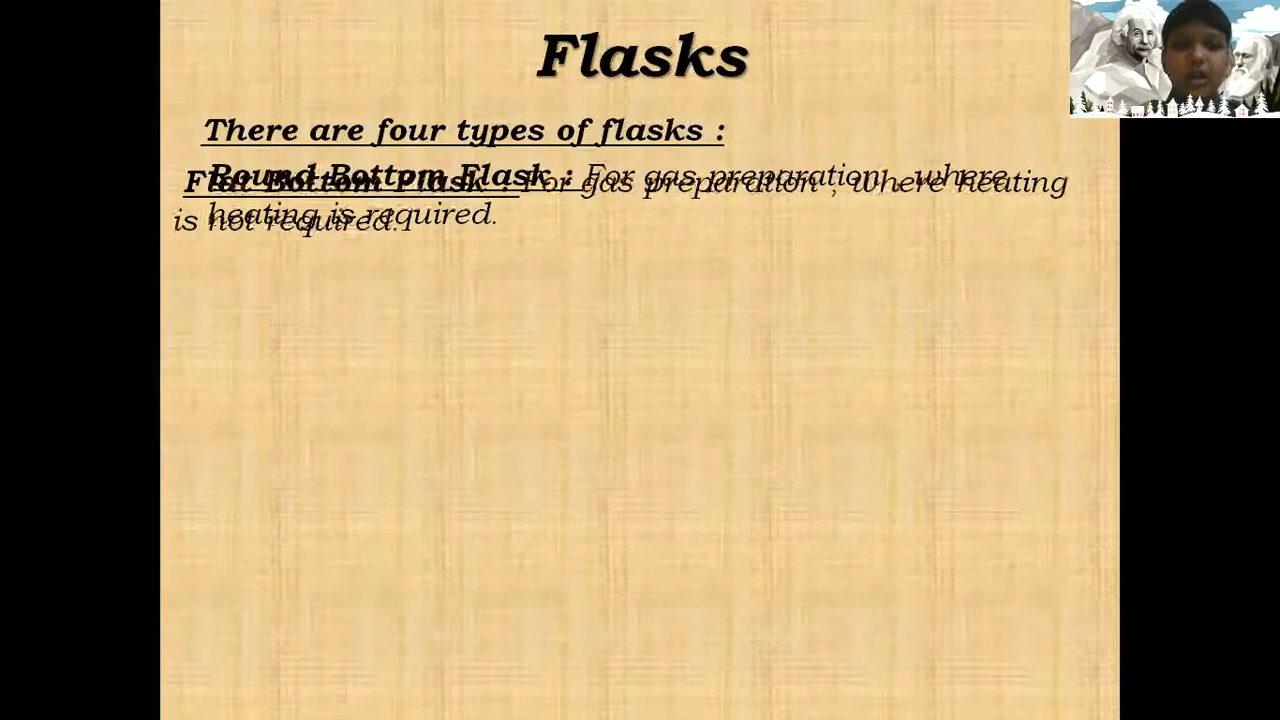 Flasks
There are four types of flasks :
Round Bottom Flask : For gas preparation, where
heating is required.
Flat Bottom Flask : For gas preparation , where heating
is not required.